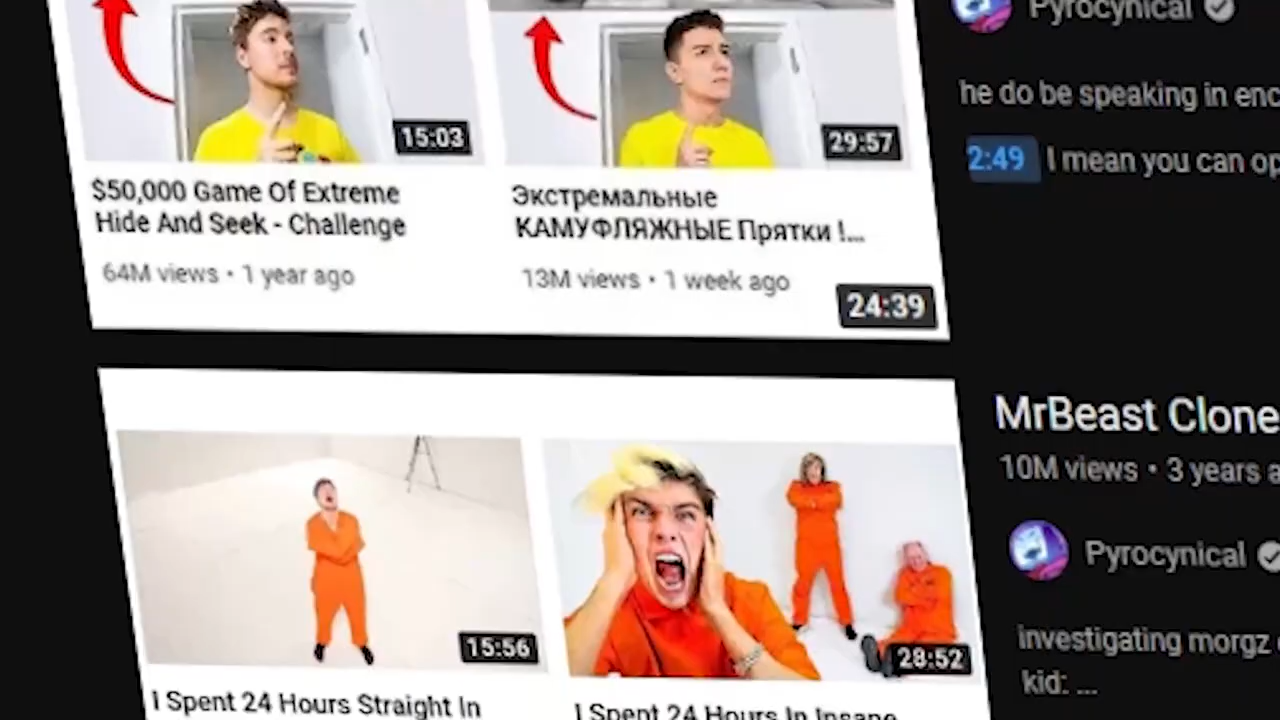 15:03
29:57
$50,000 Game Of Extreme
Hide And Seek - Challenge
64M views • 1 year ago
Экстремальные
КАМУФЛЯЖНЫЕ Прятки !...
13M views • 1 week ago
24:39
Pyrocynical
he do be speaking in enc
2:49 I mean you can op
15:56
28:52
I Spent 24 Hours Straight In
I Spent 24 Hours In Insane
MrBeast Clone
10M views • 3 years a
Pyrocynical
investigating morgz
kid: ...